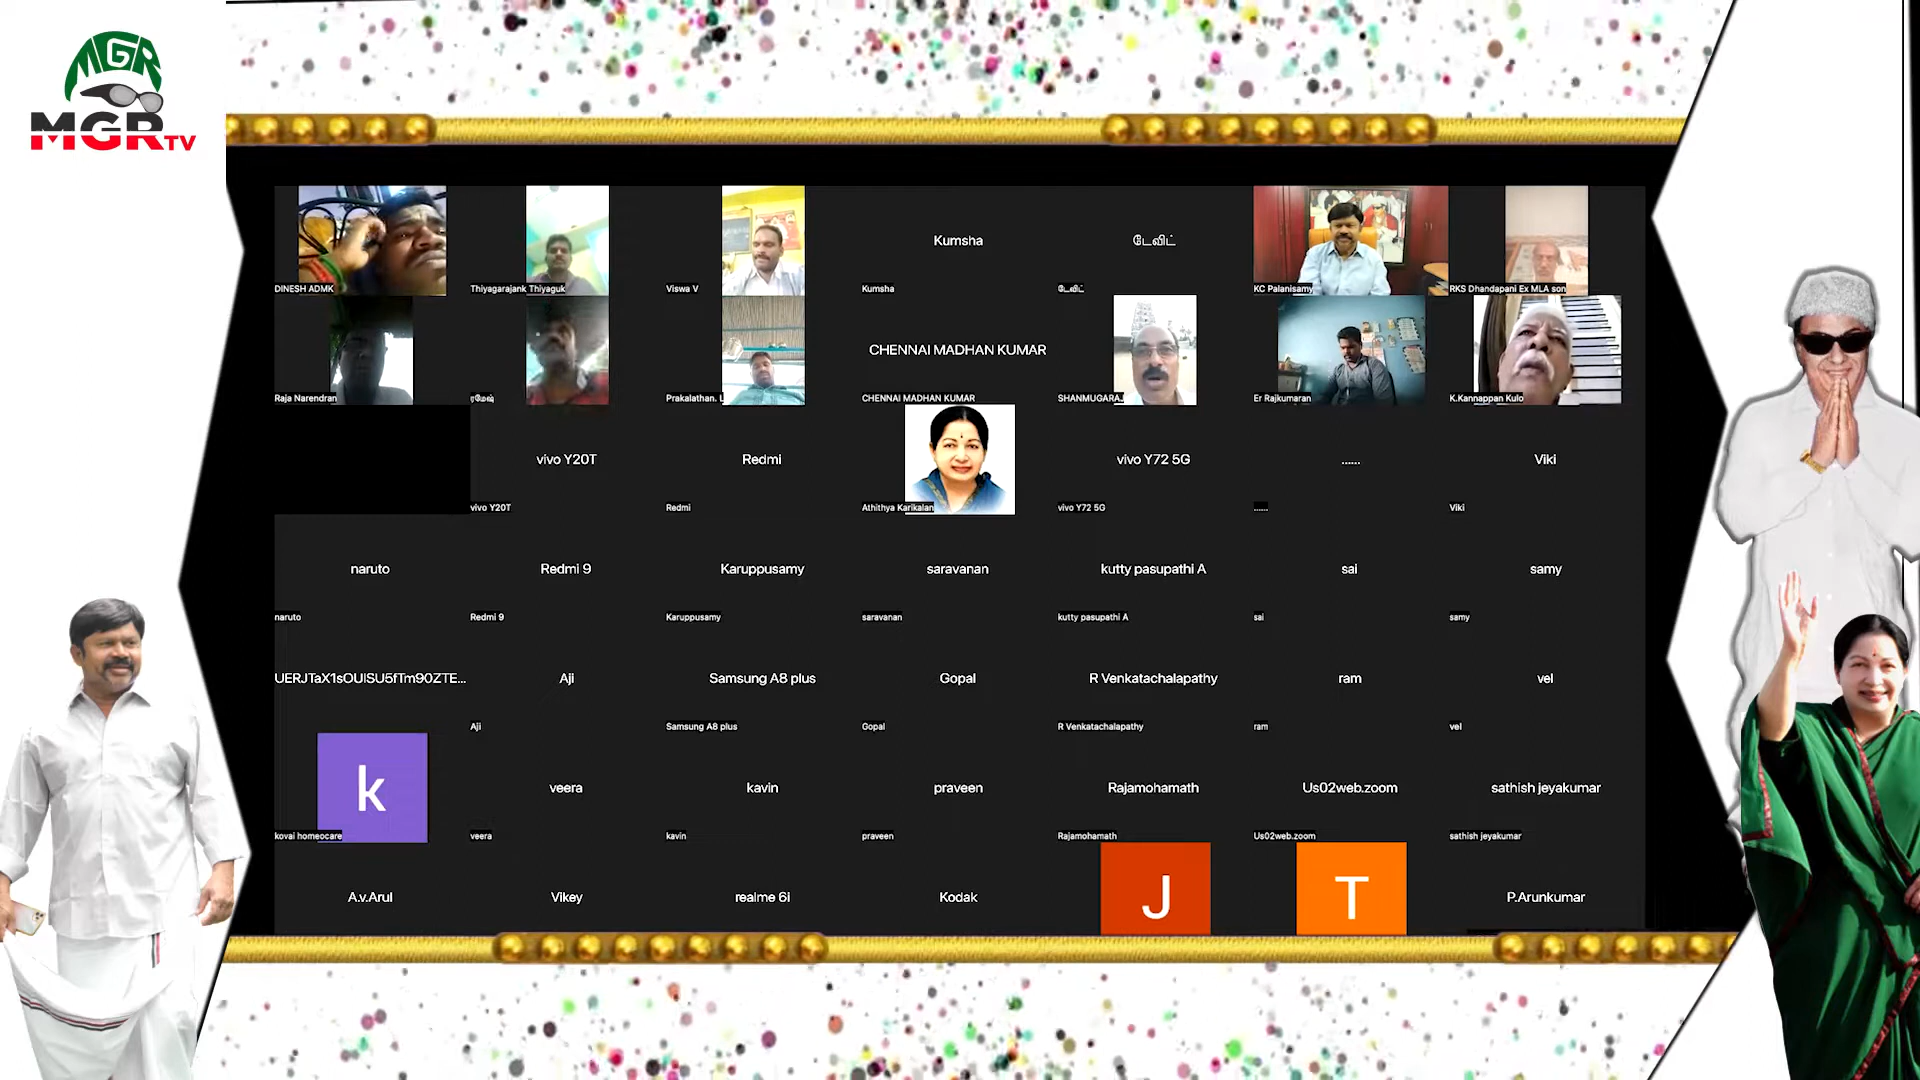 MGR
MGR TV
Kumsha
டேவிட்
DINESH ADMK
Thiyagarajank Thiyaguk
Viswa V
Kumsha
டேவிட்
KC Palanisamy
RKS Dhandapani Ex MLA son
CHENNAI MADHAN KUMAR
Raja Narendran
ரமேஷ்
Prakalathan. L
CHENNAI MADHAN KUMAR
SHANMUGARAJ
Er Rajkumaran
K.Kannappan Kulo
vivo Y20T
Redmi
vivo Y72 5G
......
Viki
vivo Y20T
Redmi
Athithya Karikalan
vivo Y72 5G
......
Viki
naruto
Redmi 9
Karuppusamy
saravanan
kutty pasupathi A
sai
samy
naruto
Redmi 9
Karuppusamy
saravanan
kutty pasupathi A
sai
samy
Aji
Samsung A8 plus
Gopal
R Venkatachalapathy
ram
vel
Aji
Samsung A8 plus
Gopal
R Venkatachalapathy
ram
vel
k
veera
kavin
praveen
Rajamohamath
Us02web.zoom
sathish jeyakumar
kovai homeocare
veera
kavin
praveen
Rajamohamath
Us02web.zoom
sathish jeyakumar
A.v.Arul
Vikey
realme 6i
Kodak
J
T
P.Arunkumar